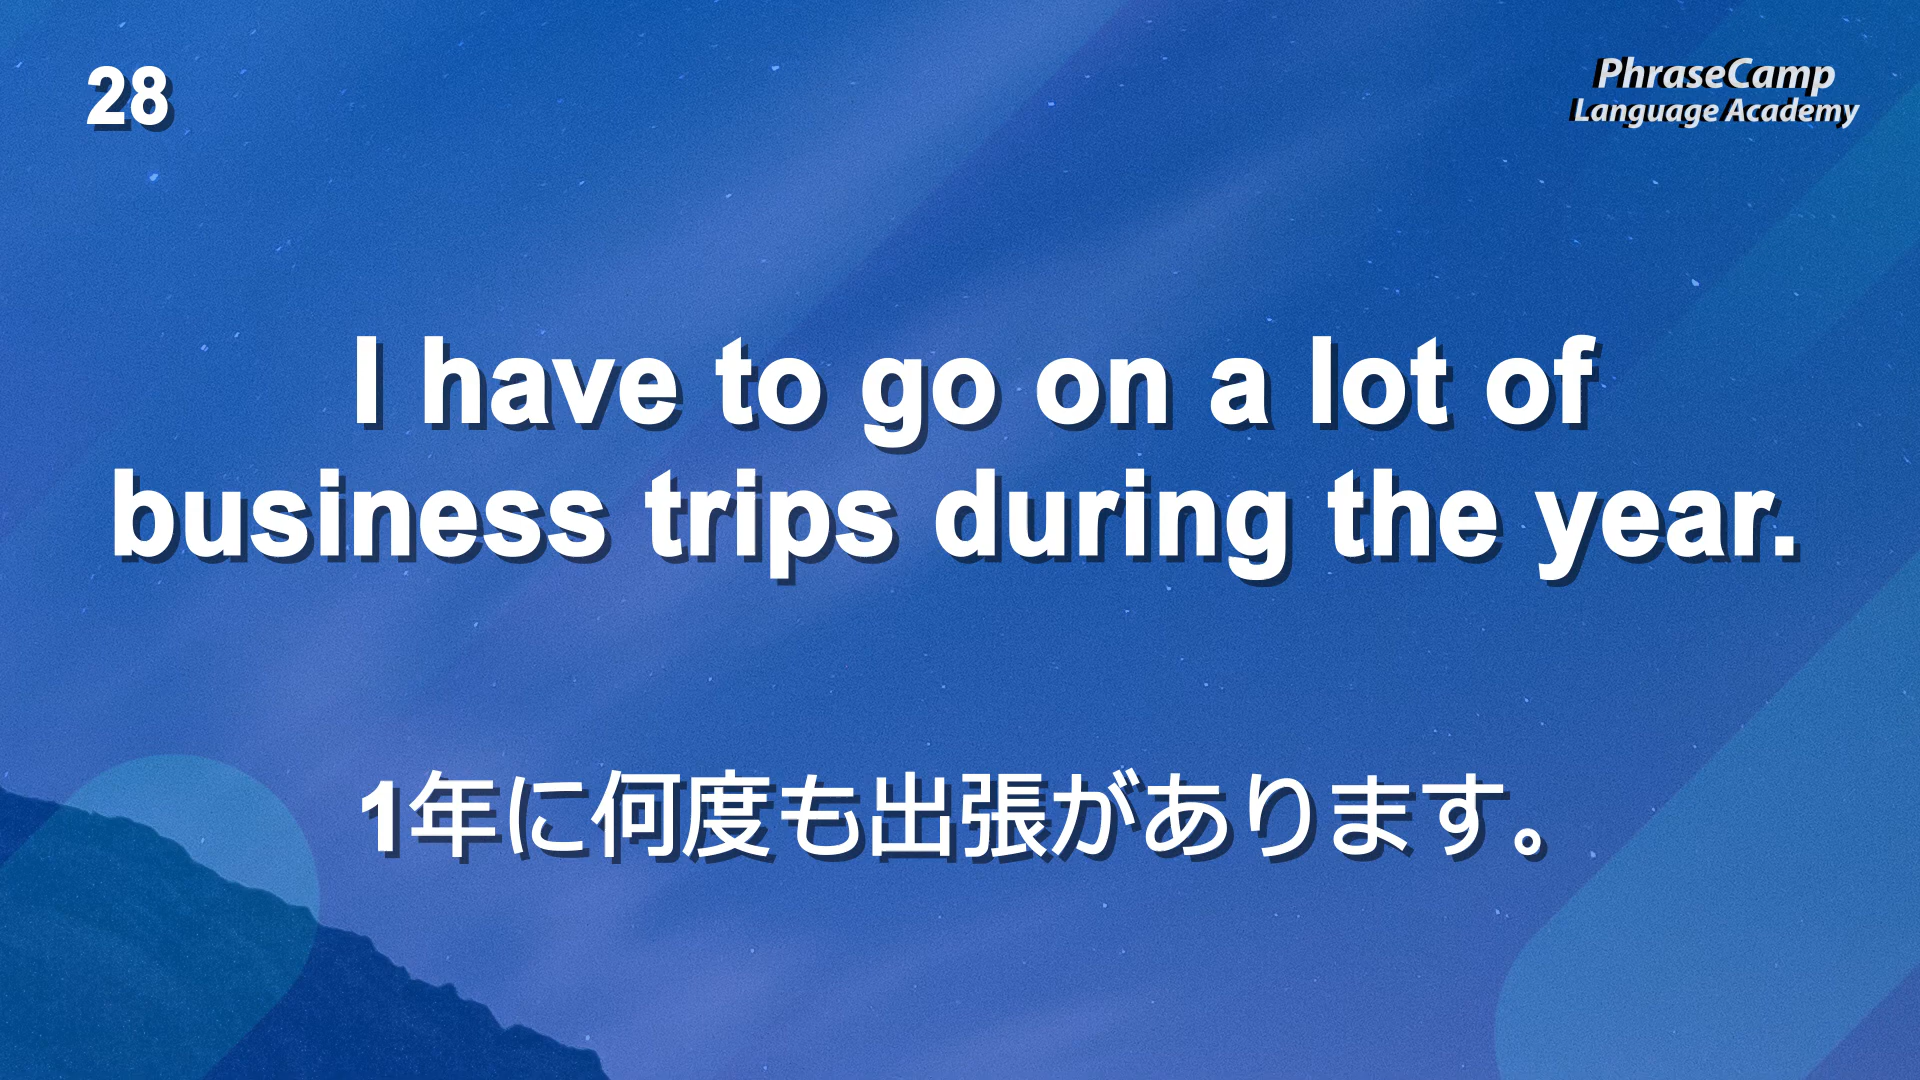 28
PhraseCamp
Language Academy
I have to go on a lot of
business trips during the year.
1年に何度も出張があります。